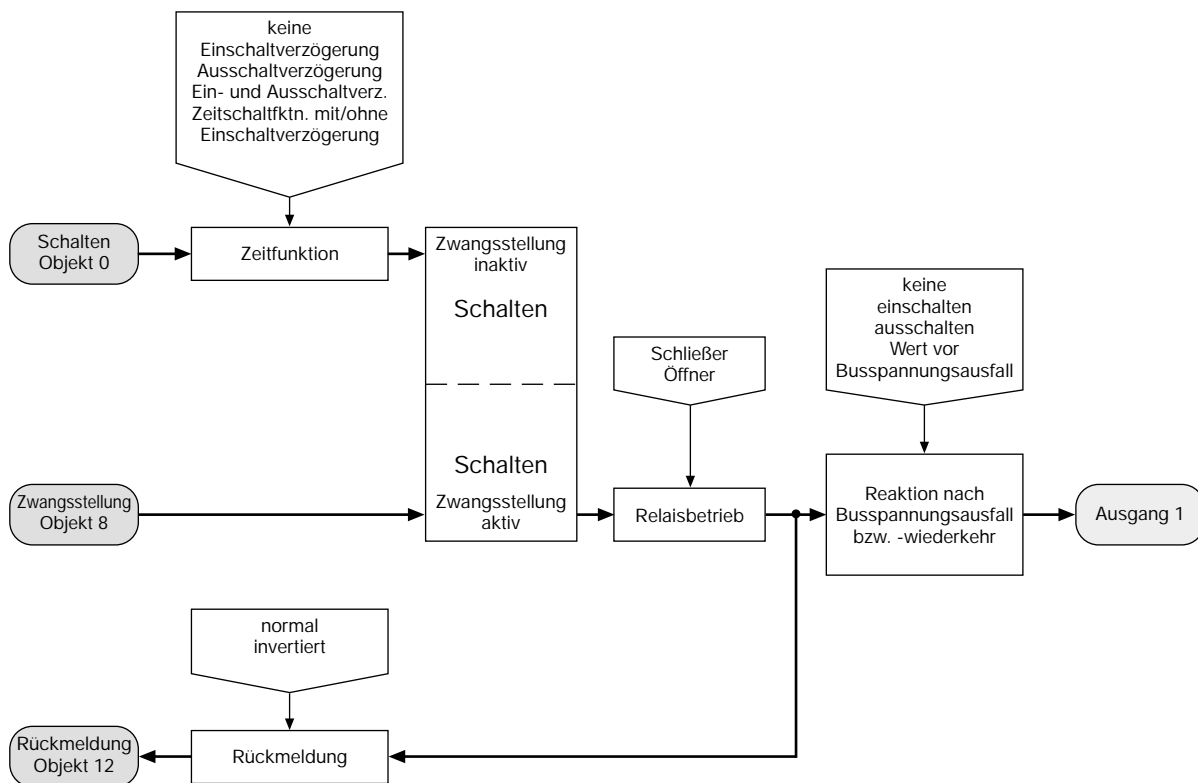 keine
Einschaltverzögerung
Ausschaltverzögerung
Ein- und Ausschaltverz.
Zeitschaltfktn. mit/ohne
Einschaltverzögerung
Schalten
Objekt 0
Zeitfunktion
Zwangsstellung
inaktiv
Schalten
Schließer
Öffner
keine
einschalten
ausschalten
Wert vor
Busspannungsausfall
Zwangsstellung
Objekt 8
Schalten
Zwangsstellung
aktiv
Relaisbetrieb
Reaktion nach
Busspannungsausfall
bzw. -wiederkehr
Ausgang 1
normal
invertiert
Rückmeldung
Objekt 12
Rückmeldung